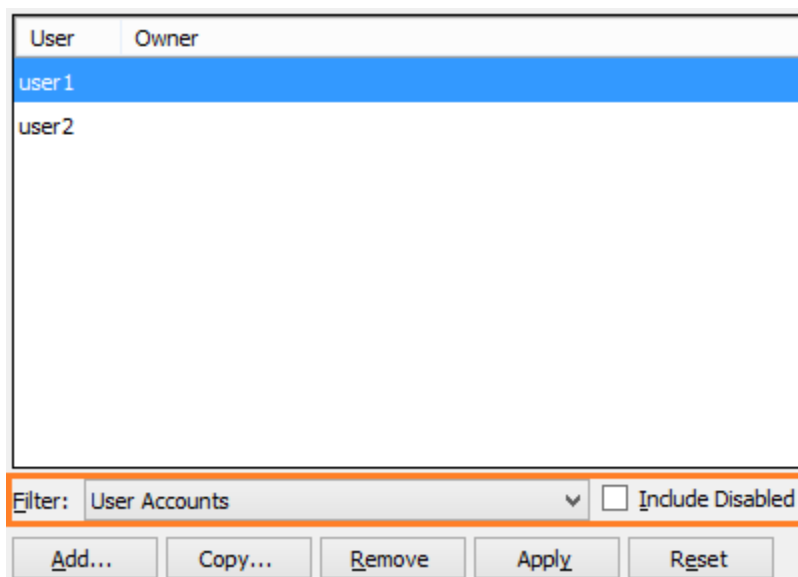 User Owner
user1
user2
Filter: User Accounts Include Disabled
Add... Copy... Remove Apply Reset